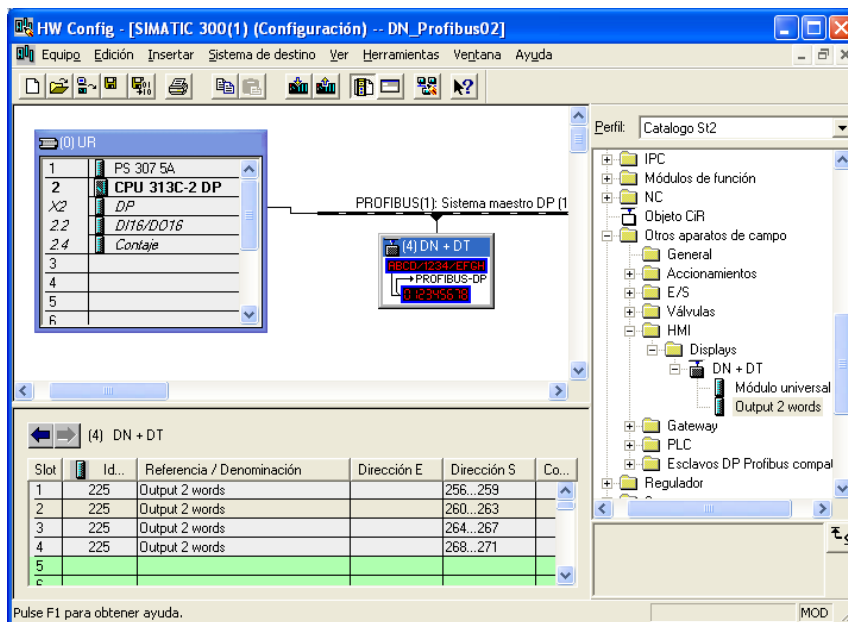 HW Config - [SIMATIC 300(1) (Configuración) -- DN_Profibus02]
Equipo Edición Insertar Sistema de destino Ver Herramientas Ventana Ayuda
(0) UR
1 PS 307 5A
2 CPU 313C-2 DP
X2 DP
2.2 DI16/DO16
2.4 Contaje
3
4
5
6
PROFIBUS(1): Sistema maestro DP (1
(4) DN + DT
ABCD/1234/EFGH
PROFIBUS-DP
012345678
Perfil: Catalogo St2
IPC
Módulos de función
NC
Objeto CiR
Otros aparatos de campo
General
Accionamientos
E/S
Válvulas
HMI
Displays
DN + DT
Módulo universal
Output 2 words
Gateway
PLC
Esclavos DP Profibus compat
Regulador
(4) DN + DT
Slot Id... Referencia / Denominación Dirección E Dirección S Co...
1 225 Output 2 words 256...259
2 225 Output 2 words 260...263
3 225 Output 2 words 264...267
4 225 Output 2 words 268...271
5
6
Pulse F1 para obtener ayuda.
MOD